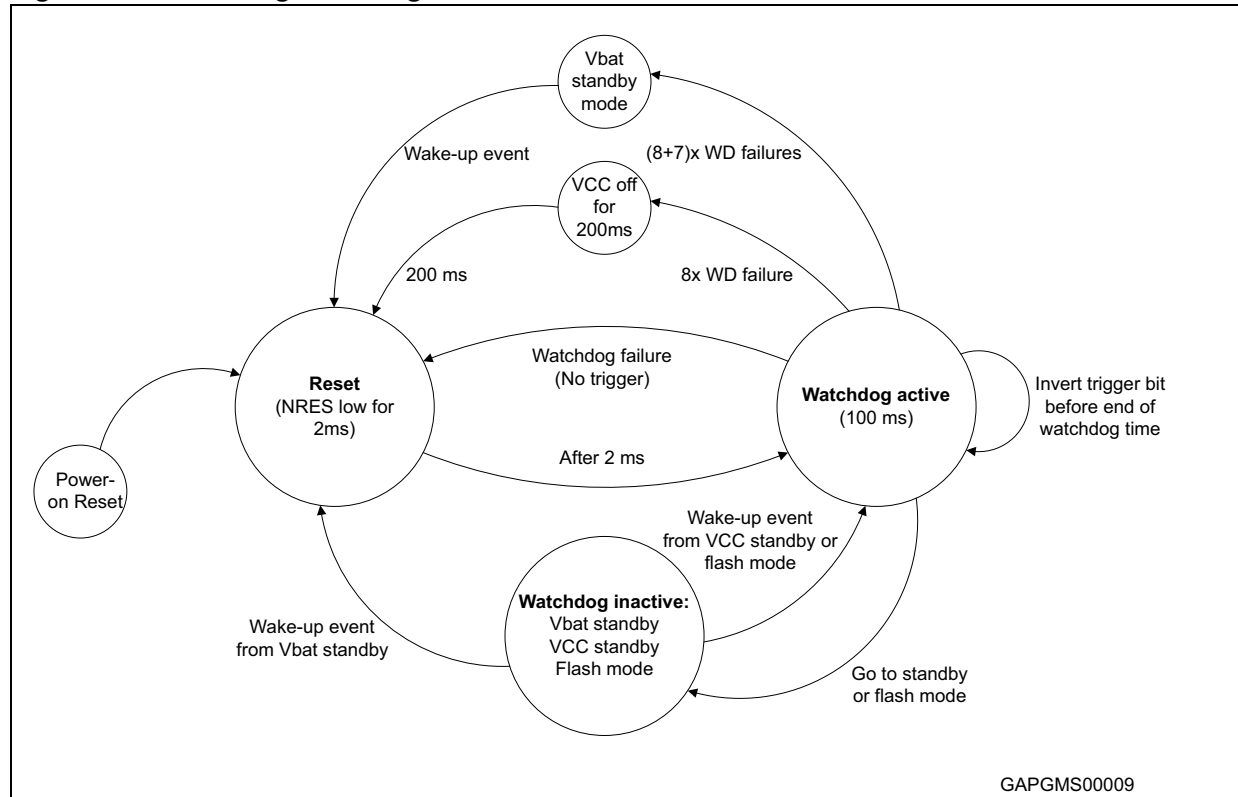 Vbat
standby
mode
Wake-up event
(8+7)x WD failures
VCC off
for
200ms
200 ms
8x WD failure
Reset
(NRES low for
2ms)
Watchdog failure
(No trigger)
Watchdog active
(100 ms)
Invert trigger bit
before end of
watchdog time
After 2 ms
Power-
on Reset
Wake-up event
from VCC standby or
flash mode
Watchdog inactive:
Vbat standby
VCC standby
Flash mode
Wake-up event
from Vbat standby
Go to standby
or flash mode
GAPGMS00009